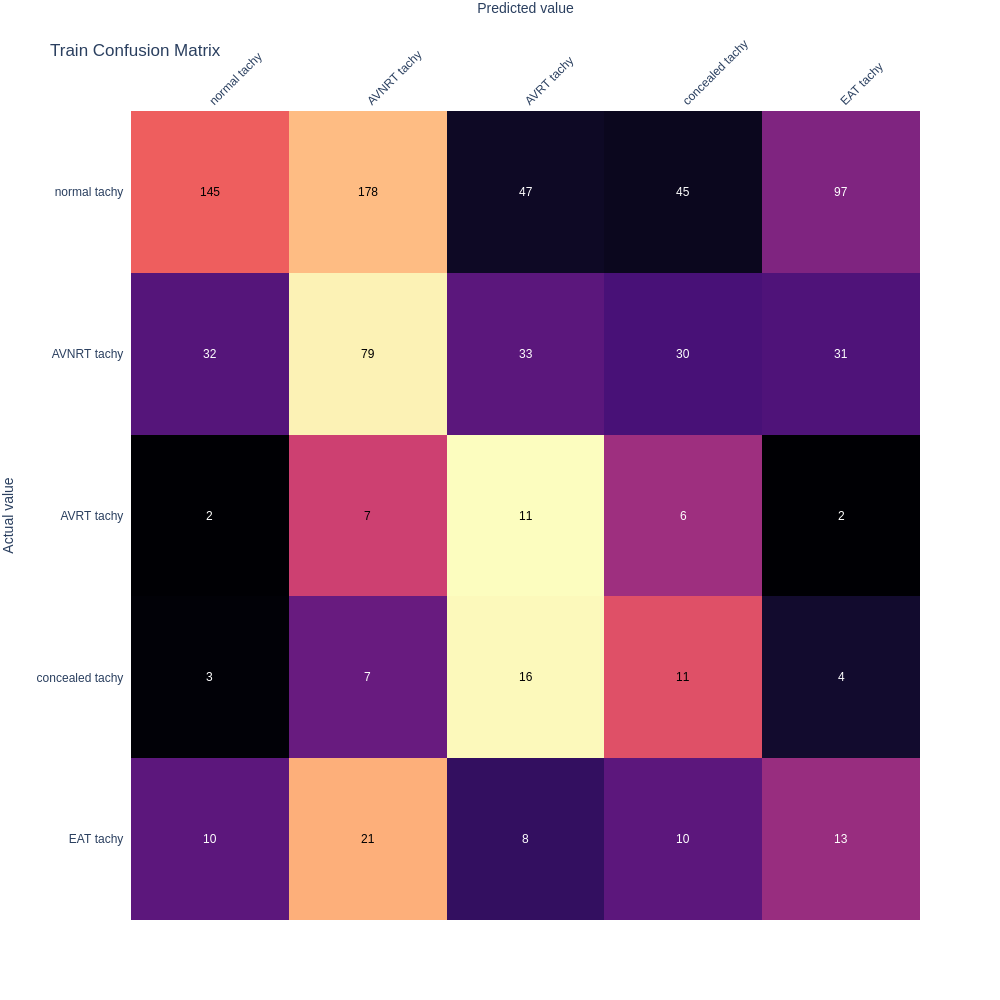 Predicted value
Train Confusion Matrix
normal tachy
AVNRT tachy
AVRT tachy
concealed tachy
EAT tachy
normal tachy 145 178 47 45 97
AVNRT tachy 32 79 33 30 31
Actual value
AVRT tachy 2 7 11 6 2
concealed tachy 3 7 16 11 4
EAT tachy 10 21 8 10 13